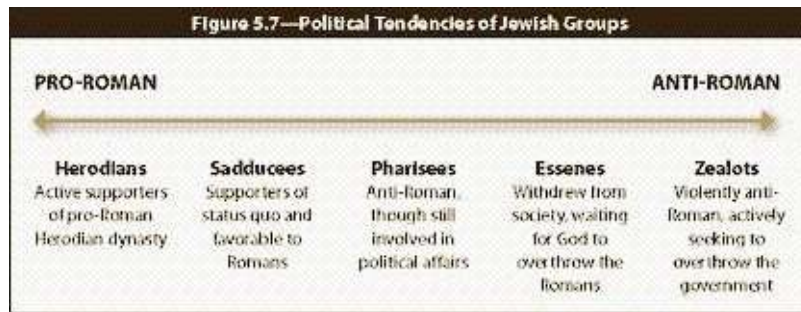 Figure 5.7—Political Tendencies of Jewish Groups
PRO-ROMAN
ANTI-ROMAN
Herodians
Active supporters
of pro-Roman
Herodian dynasty
Sadducees
Supporters of
status quo and
favorable to
Romans
Pharisees
Anti-Roman,
though still
involved in
political affairs
Essenes
Withdrew from
society, waiting
for God to
overthrow the
Romans
Zealots
Violently anti-
Roman, actively
seeking to
overthrow the
government